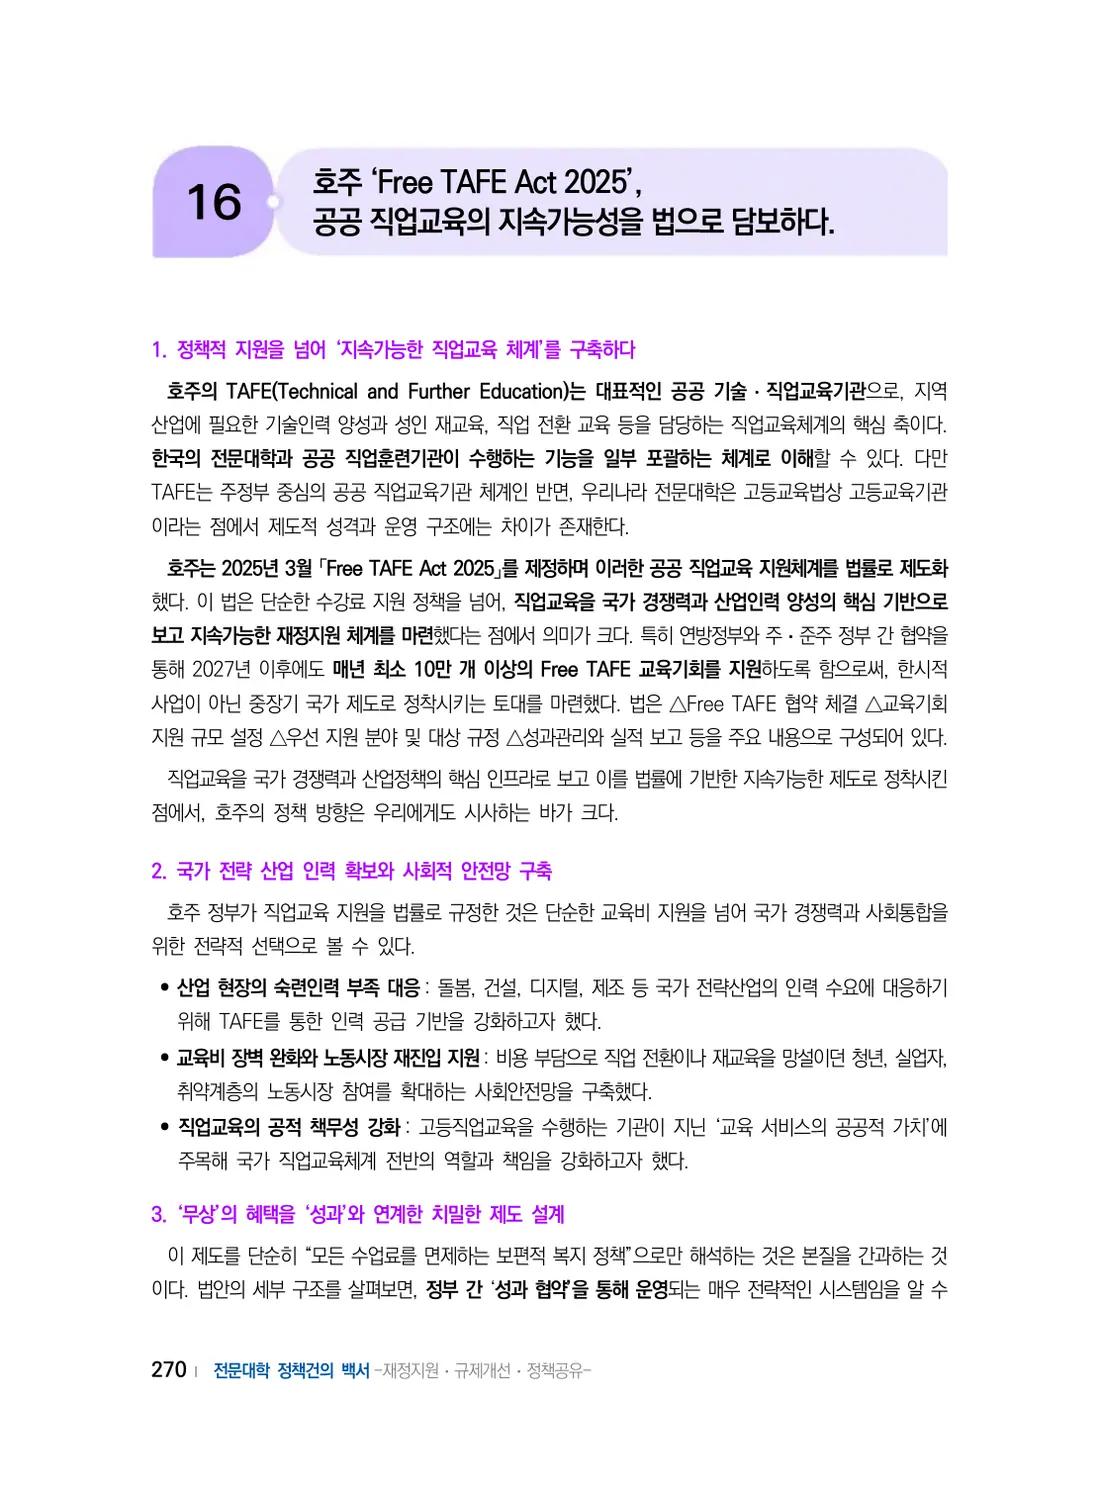 16
호주 ‘Free TAFE Act 2025’,
공공 직업교육의 지속가능성을 법으로 담보하다.
1. 정책적 지원을 넘어 ‘지속가능한 직업교육 체계’를 구축하다
호주의 TAFE(Technical and Further Education)는 대표적인 공공 기술·직업교육기관으로, 지역
산업에 필요한 기술인력 양성과 성인 재교육, 직업 전환 교육 등을 담당하는 직업교육체계의 핵심 축이다.
한국의 전문대학과 공공 직업훈련기관이 수행하는 기능을 일부 포괄하는 체계로 이해할 수 있다. 다만
TAFE는 주정부 중심의 공공 직업교육기관 체계인 반면, 우리나라 전문대학은 고등교육법상 고등교육기관
이라는 점에서 제도적 성격과 운영 구조에는 차이가 존재한다.
호주는 2025년 3월 「Free TAFE Act 2025」를 제정하며 이러한 공공 직업교육 지원체계를 법률로 제도화
했다. 이 법은 단순한 수강료 지원 정책을 넘어, 직업교육을 국가 경쟁력과 산업인력 양성의 핵심 기반으로
보고 지속가능한 재정지원 체계를 마련했다는 점에서 의미가 크다. 특히 연방정부와 주·준주 정부 간 협약을
통해 2027년 이후에도 매년 최소 10만 개 이상의 Free TAFE 교육기회를 지원하도록 함으로써, 한시적
사업이 아닌 중장기 국가 제도로 정착시키는 토대를 마련했다. 법은 △Free TAFE 협약 체결 △교육기회
지원 규모 설정 △우선 지원 분야 및 대상 규정 △성과관리와 실적 보고 등을 주요 내용으로 구성되어 있다.
직업교육을 국가 경쟁력과 산업정책의 핵심 인프라로 보고 이를 법률에 기반한 지속가능한 제도로 정착시킨
점에서, 호주의 정책 방향은 우리에게도 시사하는 바가 크다.
2. 국가 전략 산업 인력 확보와 사회적 안전망 구축
호주 정부가 직업교육 지원을 법률로 규정한 것은 단순한 교육비 지원을 넘어 국가 경쟁력과 사회통합을
위한 전략적 선택으로 볼 수 있다.
• 산업 현장의 숙련인력 부족 대응 : 돌봄, 건설, 디지털, 제조 등 국가 전략산업의 인력 수요에 대응하기
위해 TAFE를 통한 인력 공급 기반을 강화하고자 했다.
• 교육비 장벽 완화와 노동시장 재진입 지원 : 비용 부담으로 직업 전환이나 재교육을 망설이던 청년, 실업자,
취약계층의 노동시장 참여를 확대하는 사회안전망을 구축했다.
• 직업교육의 공적 책무성 강화 : 고등직업교육을 수행하는 기관이 지닌 ‘교육 서비스의 공공적 가치’에
주목해 국가 직업교육체계 전반의 역할과 책임을 강화하고자 했다.
3. ‘무상’의 혜택을 ‘성과’와 연계한 치밀한 제도 설계
이 제도를 단순히 “모든 수업료를 면제하는 보편적 복지 정책”으로만 해석하는 것은 본질을 간과하는 것
이다. 법안의 세부 구조를 살펴보면, 정부 간 ‘성과 협약’을 통해 운영되는 매우 전략적인 시스템임을 알 수
270 | 전문대학 정책건의 백서 -재정지원·규제개선·정책공유-